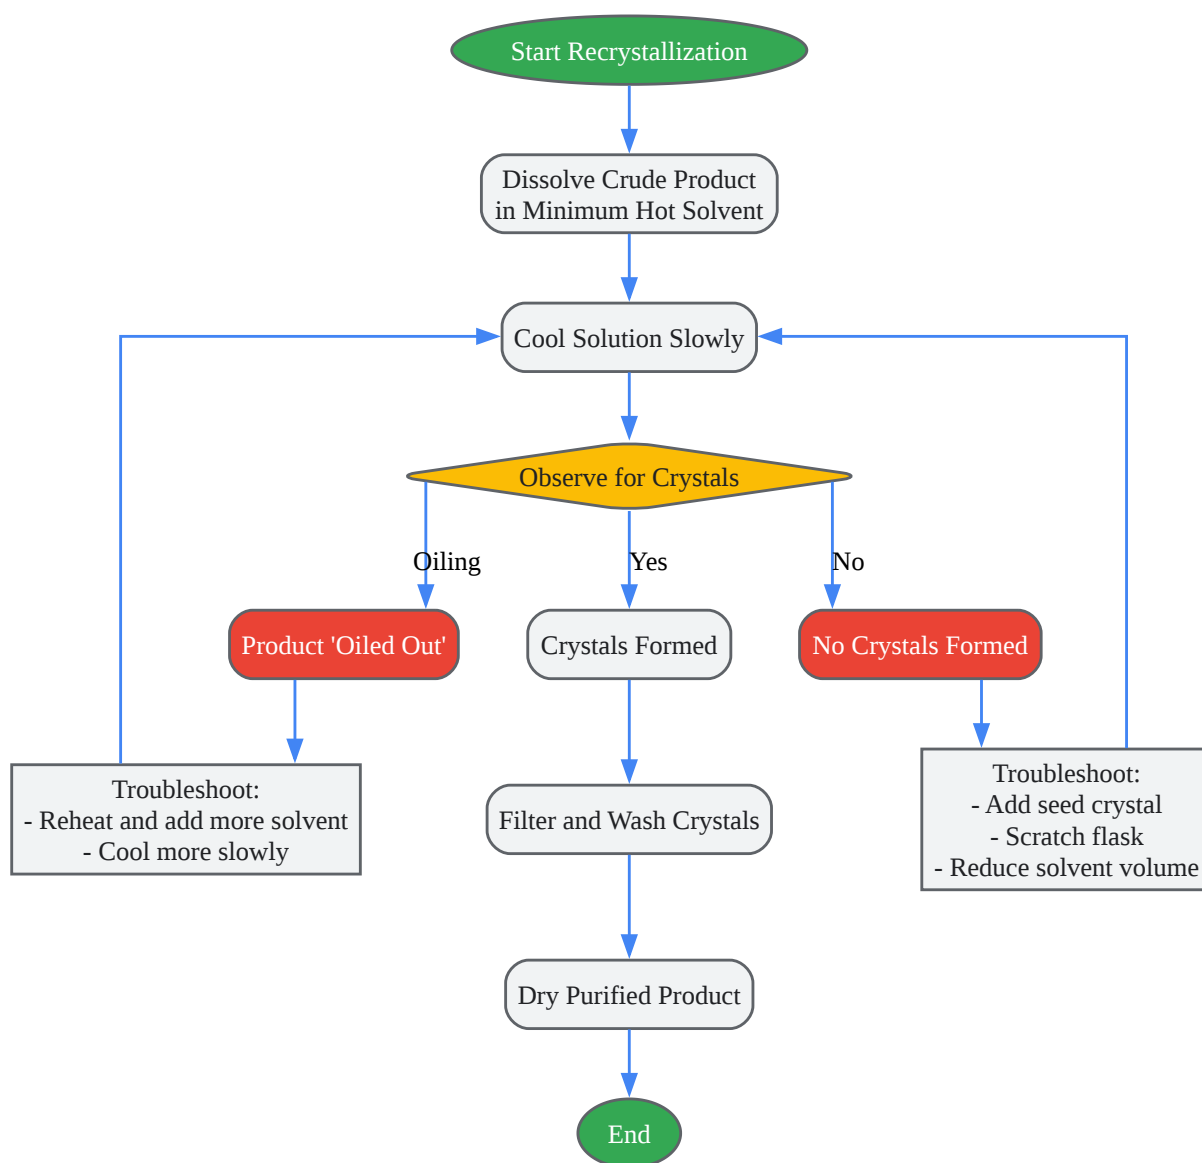 Start Recrystallization
Dissolve Crude Product
in Minimum Hot Solvent
Cool Solution Slowly
Observe for Crystals
Oiling
Yes
No
Product 'Oiled Out'
Crystals Formed
No Crystals Formed
Troubleshoot:
- Reheat and add more solvent
- Cool more slowly
Filter and Wash Crystals
Troubleshoot:
- Add seed crystal
- Scratch flask
- Reduce solvent volume
Dry Purified Product
End